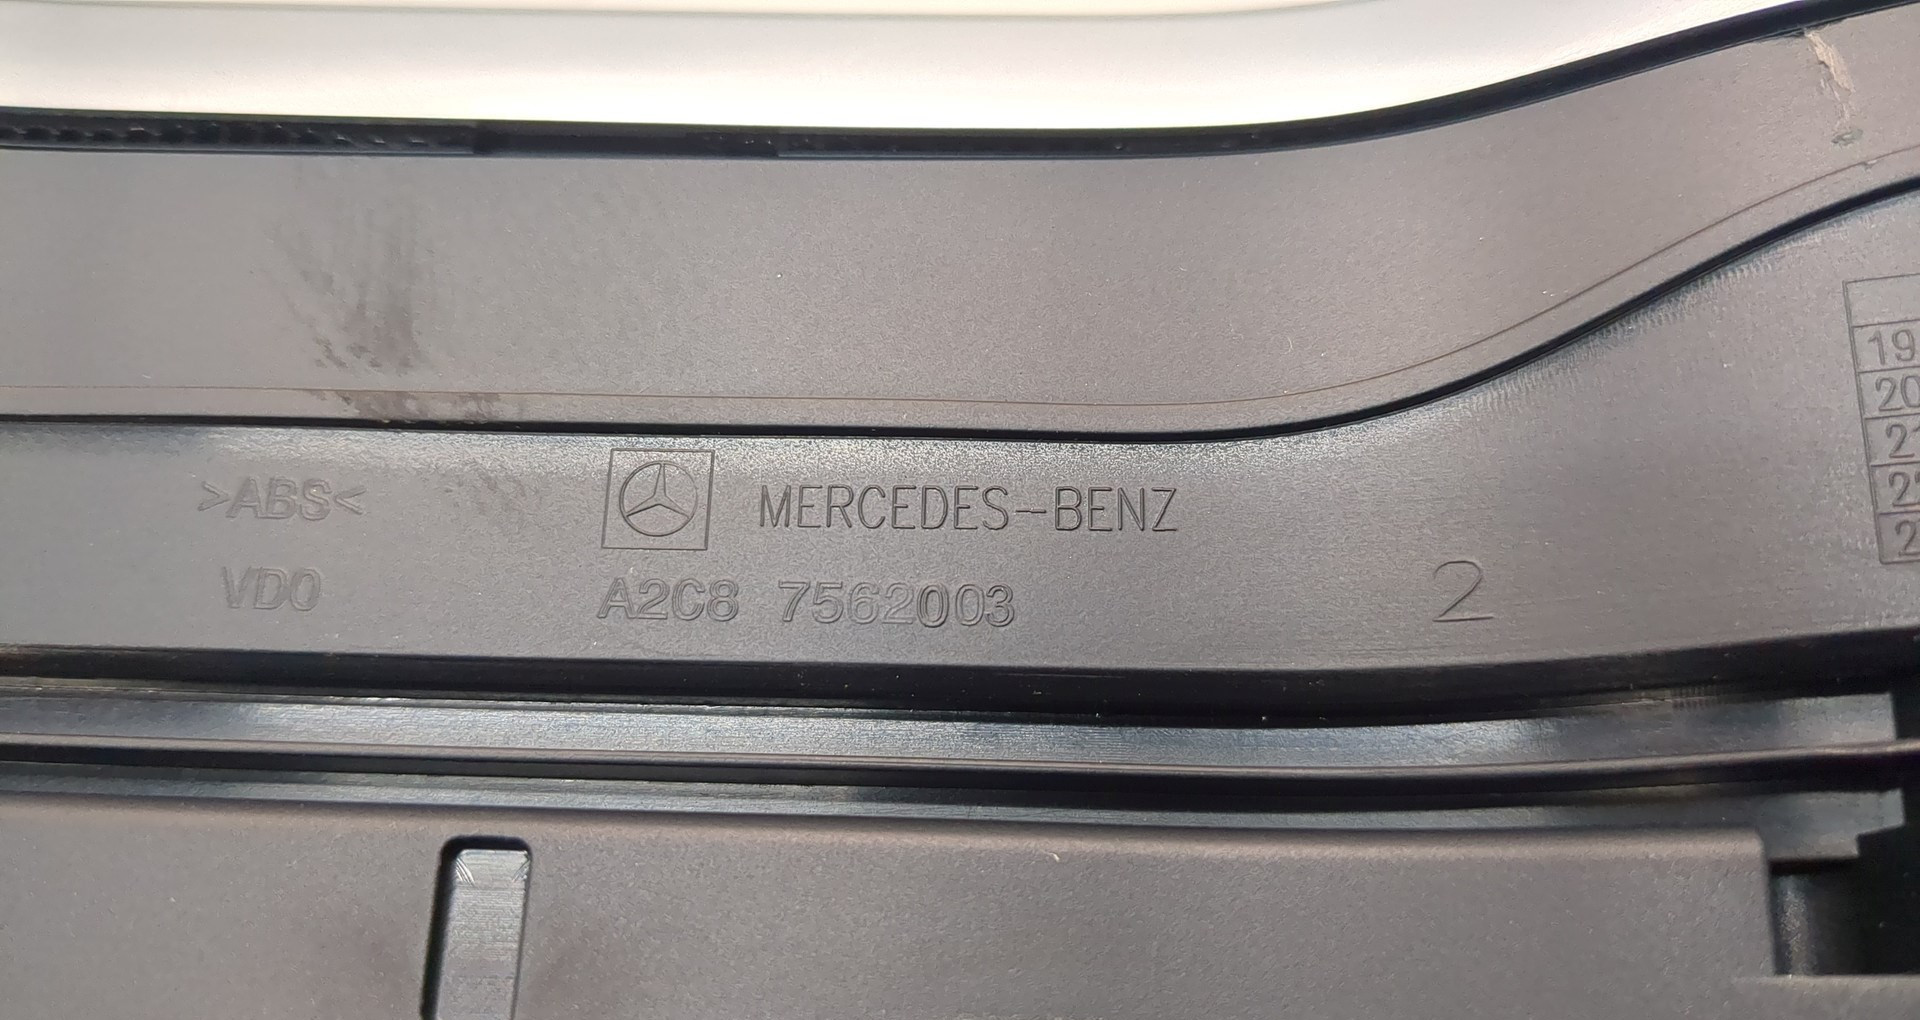 >ABS<
MERCEDES-BENZ
VDO
A2C8 7562003
2
19
20